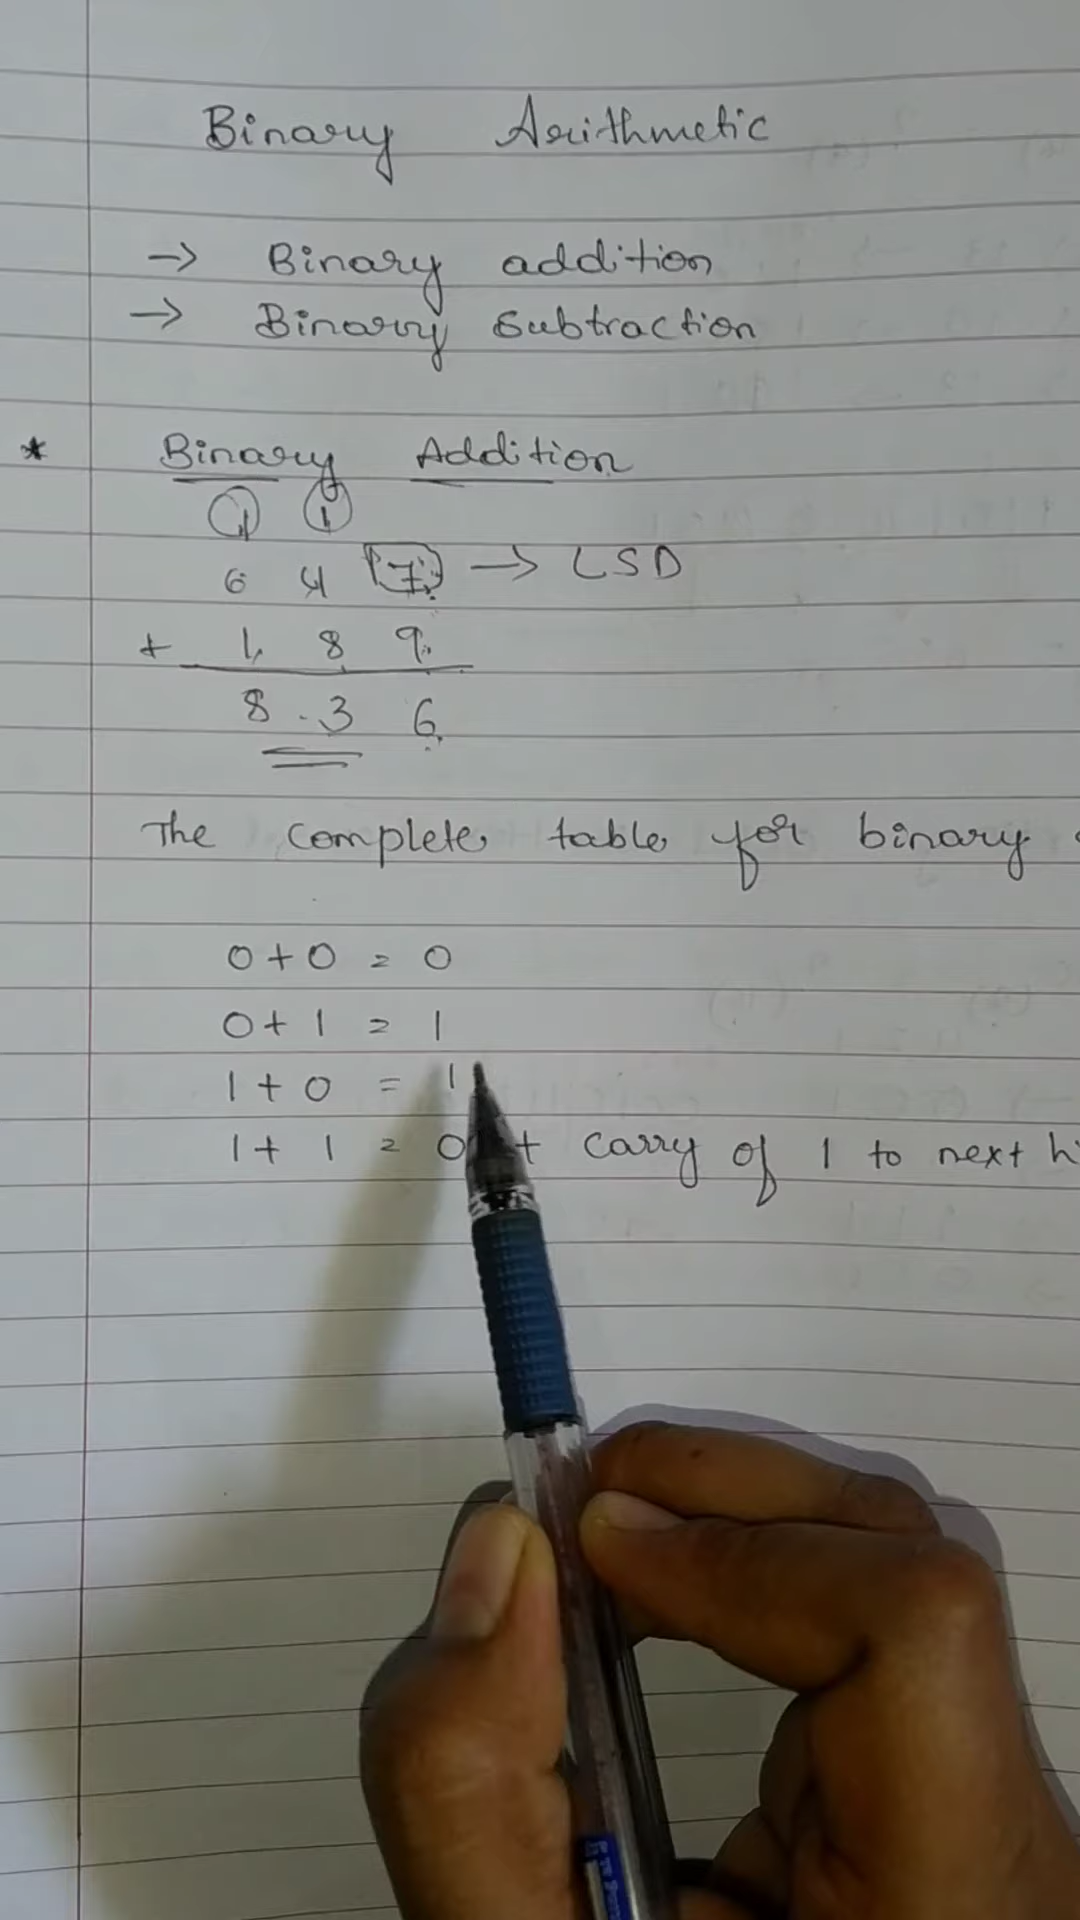 Binary Arithmetic
→ Binary addition
→ Binary subtraction
* Binary Addition
1 1
6 4 7 → LSD
+ 1 8 9
8 3 6
The complete table for binary
0 + 0 = 0
0 + 1 = 1
1 + 0 = 1
1 + 1 = 0 + carry of 1 to next